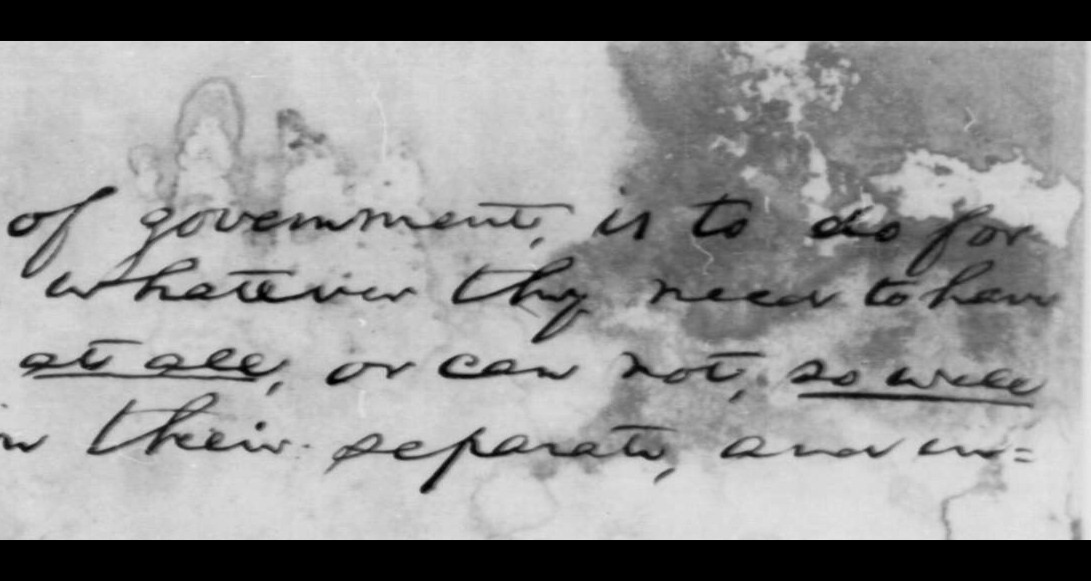 of government, is to do for
whatever they need to have
at all, or can not, so well
in their separate, and in=